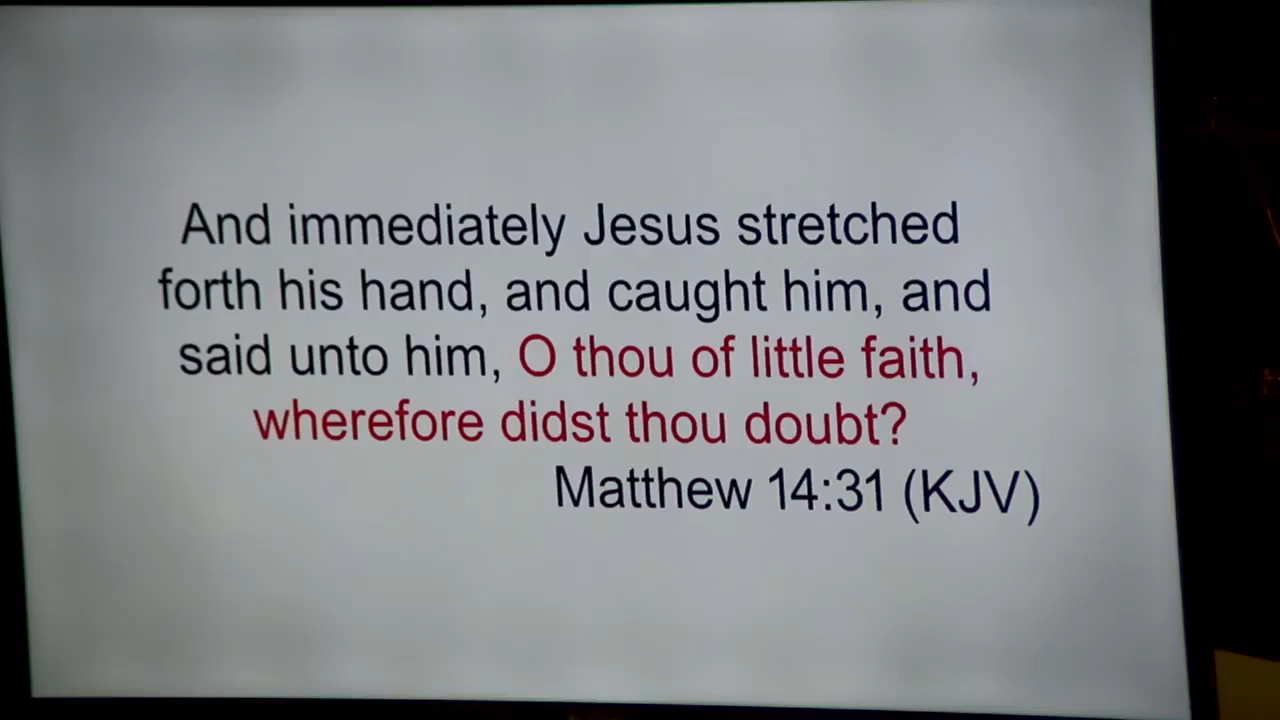 And immediately Jesus stretched
forth his hand, and caught him, and
said unto him, O thou of little faith,
wherefore didst thou doubt?
Matthew 14:31 (KJV)